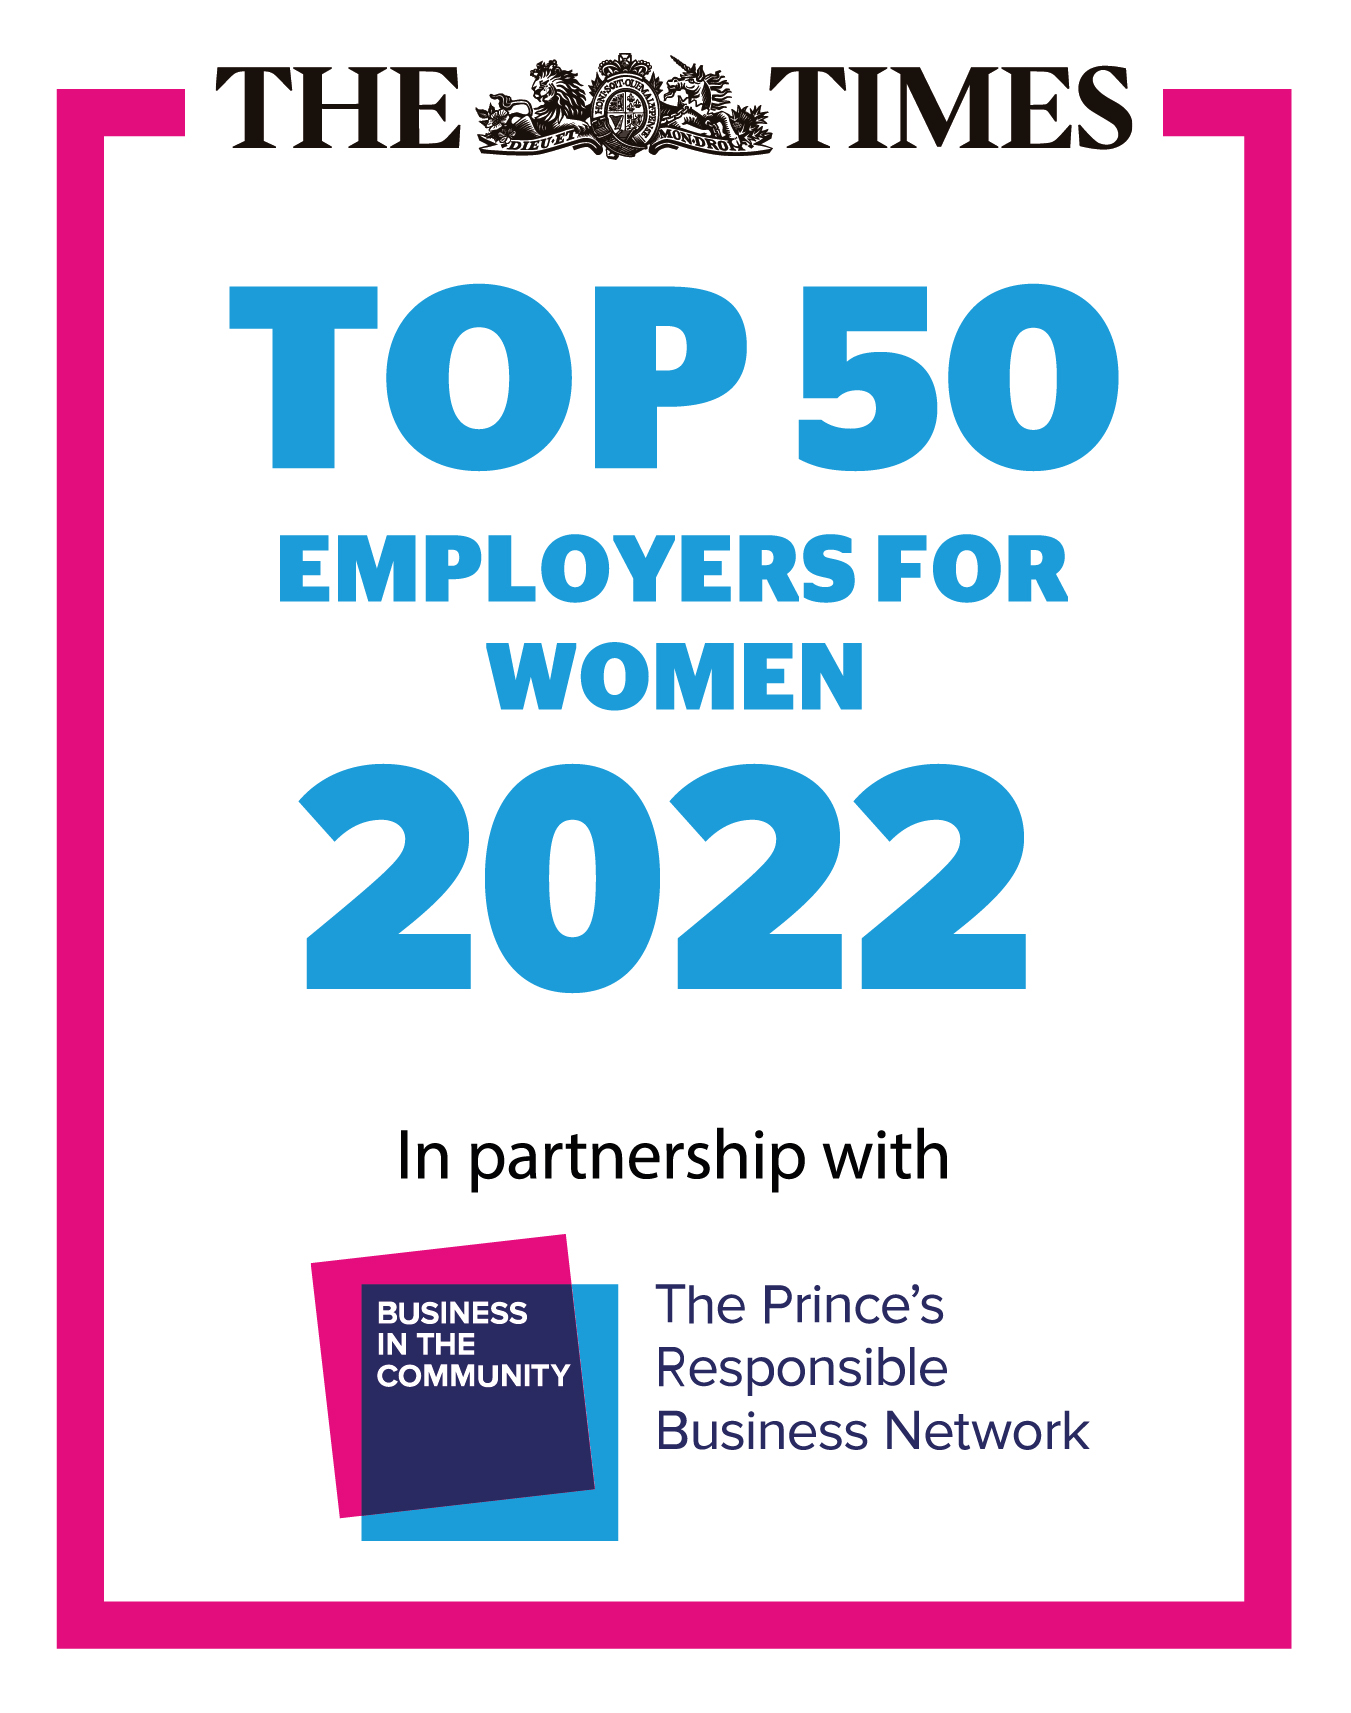 THE TIMES
DIEU·ET MON·DROIT
TOP 50
EMPLOYERS FOR
WOMEN
2022
In partnership with
BUSINESS
IN THE
COMMUNITY
The Prince’s
Responsible
Business Network